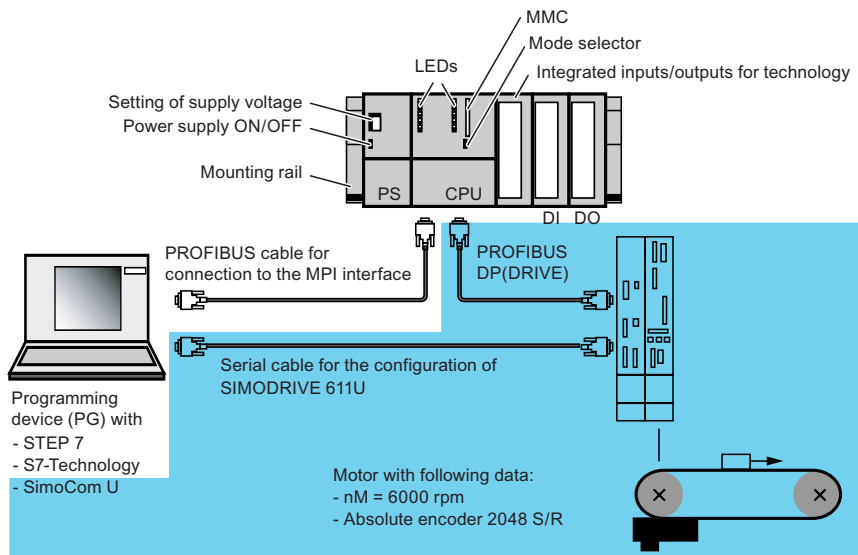 MMC
Mode selector
LEDs
Integrated inputs/outputs for technology
Setting of supply voltage
Power supply ON/OFF
Mounting rail
PS
CPU
DI
DO
PROFIBUS cable for
connection to the MPI interface
PROFIBUS
DP(DRIVE)
Serial cable for the configuration of
SIMODRIVE 611U
Programming
device (PG) with
- STEP 7
- S7-Technology
- SimoCom U
Motor with following data:
- nM = 6000 rpm
- Absolute encoder 2048 S/R